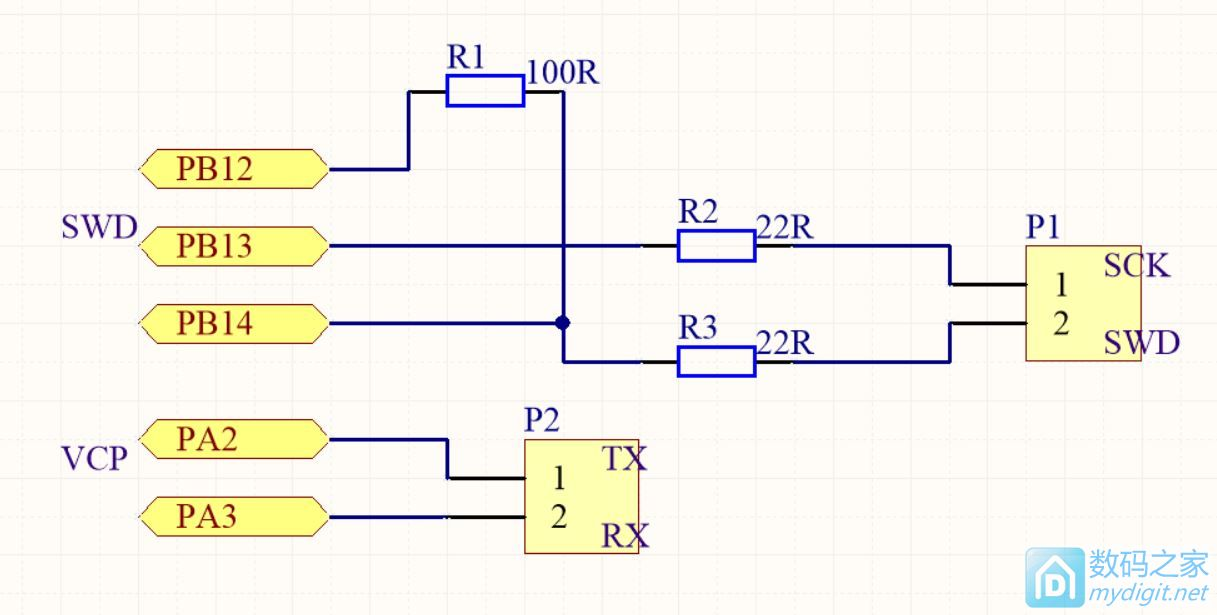 R1
100R
PB12
SWD
PB13
R2
22R
P1
SCK
1
PB14
2
R3
22R
SWD
P2
PA2
VCP
TX
1
PA3
2
RX
数码之家
mydigit.net